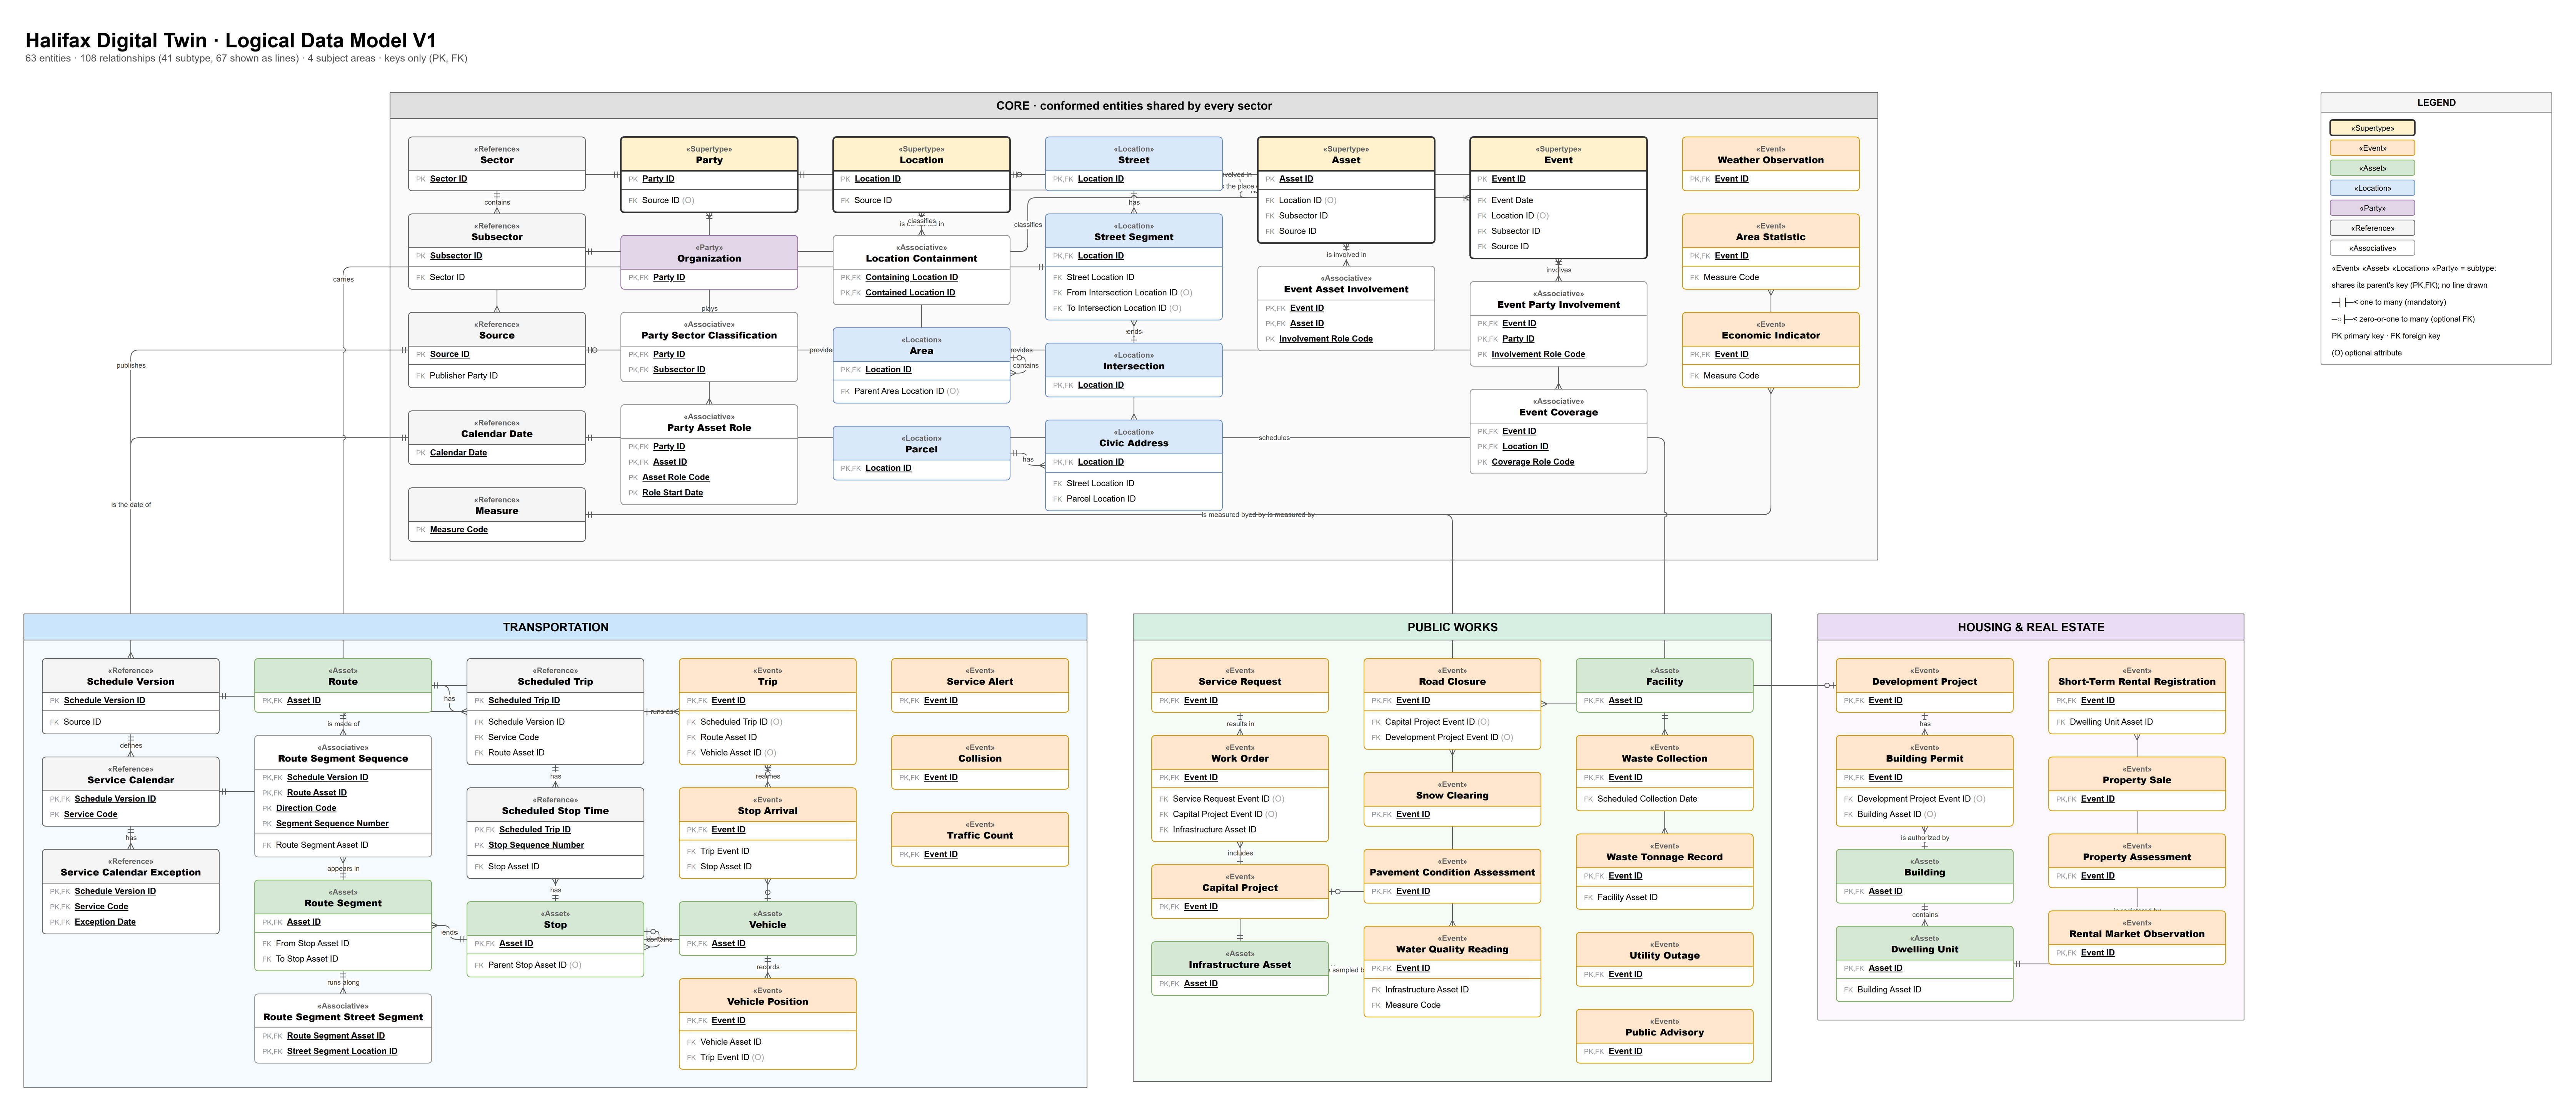 Halifax Digital Twin · Logical Data Model V1
63 entities · 108 relationships (41 subtype, 67 shown as lines) · 4 subject areas · keys only (PK, FK)
CORE · conformed entities shared by every sector
«Reference»
Sector
PK Sector ID
contains
«Reference»
Subsector
PK Subsector ID
FK Sector ID
«Reference»
Source
PK Source ID
FK Publisher Party ID
«Reference»
Calendar Date
PK Calendar Date
«Reference»
Measure
PK Measure Code
«Supertype»
Party
PK Party ID
FK Source ID (O)
«Party»
Organization
PK,FK Party ID
plays
«Associative»
Party Sector Classification
PK,FK Party ID
PK,FK Subsector ID
«Associative»
Party Asset Role
PK,FK Party ID
PK,FK Asset ID
PK Asset Role Code
PK Role Start Date
«Supertype»
Location
PK Location ID
FK Source ID
classifies
«Associative»
Location Containment
PK,FK Containing Location ID
PK,FK Contained Location ID
«Location»
Area
PK,FK Location ID
FK Parent Area Location ID (O)
contains
«Location»
Parcel
PK,FK Location ID
has
«Location»
Street
PK,FK Location ID
has
classifies
«Location»
Street Segment
PK,FK Location ID
FK Street Location ID
FK From Intersection Location ID (O)
FK To Intersection Location ID (O)
ends
«Location»
Intersection
PK,FK Location ID
«Location»
Civic Address
PK,FK Location ID
FK Street Location ID
FK Parcel Location ID
«Supertype»
Asset
PK Asset ID
FK Location ID (O)
FK Subsector ID
FK Source ID
is involved in
«Associative»
Event Asset Involvement
PK,FK Event ID
PK,FK Asset ID
PK Involvement Role Code
schedules
is measured by
«Supertype»
Event
PK Event ID
FK Event Date
FK Location ID (O)
FK Subsector ID
FK Source ID
involves
«Associative»
Event Party Involvement
PK,FK Event ID
PK,FK Party ID
PK Involvement Role Code
«Associative»
Event Coverage
PK,FK Event ID
PK,FK Location ID
PK Coverage Role Code
«Event»
Weather Observation
PK,FK Event ID
«Event»
Area Statistic
PK,FK Event ID
FK Measure Code
«Event»
Economic Indicator
PK,FK Event ID
FK Measure Code
LEGEND
«Supertype»
«Event»
«Asset»
«Location»
«Party»
«Reference»
«Associative»
«Event» «Asset» «Location» «Party» = subtype:
shares its parent's key (PK,FK); no line drawn
one to many (mandatory)
zero-or-one to many (optional FK)
PK primary key · FK foreign key
(O) optional attribute
carries
publishes
is the date of
TRANSPORTATION
«Reference»
Schedule Version
PK Schedule Version ID
FK Source ID
defines
«Reference»
Service Calendar
PK,FK Schedule Version ID
PK Service Code
has
«Reference»
Service Calendar Exception
PK,FK Schedule Version ID
PK,FK Service Code
PK,FK Exception Date
«Asset»
Route
PK,FK Asset ID
has
is made of
«Associative»
Route Segment Sequence
PK,FK Schedule Version ID
PK,FK Route Asset ID
PK Direction Code
PK Segment Sequence Number
FK Route Segment Asset ID
appears in
«Asset»
Route Segment
PK,FK Asset ID
FK From Stop Asset ID
FK To Stop Asset ID
ends
runs along
«Associative»
Route Segment Street Segment
PK,FK Route Segment Asset ID
PK,FK Street Segment Location ID
«Reference»
Scheduled Trip
PK Scheduled Trip ID
FK Schedule Version ID
FK Service Code
FK Route Asset ID
runs as
has
«Reference»
Scheduled Stop Time
PK,FK Scheduled Trip ID
PK Stop Sequence Number
FK Stop Asset ID
has
«Asset»
Stop
PK,FK Asset ID
FK Parent Stop Asset ID (O)
contains
«Event»
Trip
PK,FK Event ID
FK Scheduled Trip ID (O)
FK Route Asset ID
FK Vehicle Asset ID (O)
reaches
«Event»
Stop Arrival
PK,FK Event ID
FK Trip Event ID
FK Stop Asset ID
«Asset»
Vehicle
PK,FK Asset ID
records
«Event»
Vehicle Position
PK,FK Event ID
FK Vehicle Asset ID
FK Trip Event ID (O)
«Event»
Service Alert
PK,FK Event ID
«Event»
Collision
PK,FK Event ID
«Event»
Traffic Count
PK,FK Event ID
PUBLIC WORKS
«Event»
Service Request
PK,FK Event ID
results in
«Event»
Work Order
PK,FK Event ID
FK Service Request Event ID (O)
FK Capital Project Event ID (O)
FK Infrastructure Asset ID
includes
«Event»
Capital Project
PK,FK Event ID
«Asset»
Infrastructure Asset
PK,FK Asset ID
«Event»
Road Closure
PK,FK Event ID
FK Capital Project Event ID (O)
FK Development Project Event ID (O)
«Event»
Snow Clearing
PK,FK Event ID
«Event»
Pavement Condition Assessment
PK,FK Event ID
«Event»
Water Quality Reading
PK,FK Event ID
FK Infrastructure Asset ID
FK Measure Code
«Asset»
Facility
PK,FK Asset ID
«Event»
Waste Collection
PK,FK Event ID
FK Scheduled Collection Date
«Event»
Waste Tonnage Record
PK,FK Event ID
FK Facility Asset ID
«Event»
Utility Outage
PK,FK Event ID
«Event»
Public Advisory
PK,FK Event ID
HOUSING & REAL ESTATE
«Event»
Development Project
PK,FK Event ID
has
«Event»
Building Permit
PK,FK Event ID
FK Development Project Event ID (O)
FK Building Asset ID (O)
is authorized by
«Asset»
Building
PK,FK Asset ID
contains
«Asset»
Dwelling Unit
PK,FK Asset ID
FK Building Asset ID
«Event»
Short-Term Rental Registration
PK,FK Event ID
FK Dwelling Unit Asset ID
«Event»
Property Sale
PK,FK Event ID
«Event»
Property Assessment
PK,FK Event ID
«Event»
Rental Market Observation
PK,FK Event ID